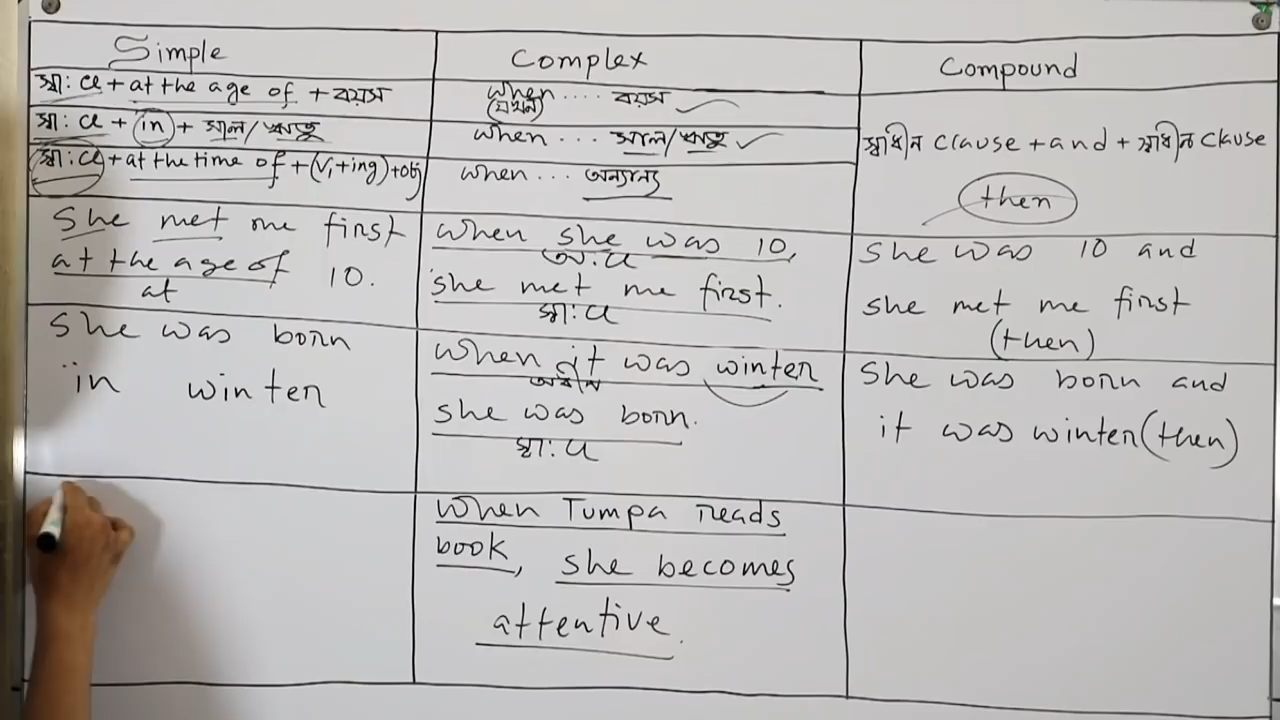 Simple
Complex
Compound
স্বা: cl + at the age of + বয়স
when .... বয়স
(যখন)
স্বা: cl + in + সাল/ঋতু
when ... সাল/ঋতু
স্বা: cl + at the time of + (V₁+ing)+obj
when... অন্যান্য
স্বাধীন clause + and + স্বাধীন clause
then
She met me first
at the age of 10.
at
when she was 10,
অ:cl
she met me first.
স্বা: cl
she was 10 and
she met me first
(then)
she was born
in winter
when it was winter
she was born.
স্বা: cl
she was born and
it was winter (then)
when Tumpa reads
book, she becomes
attentive.